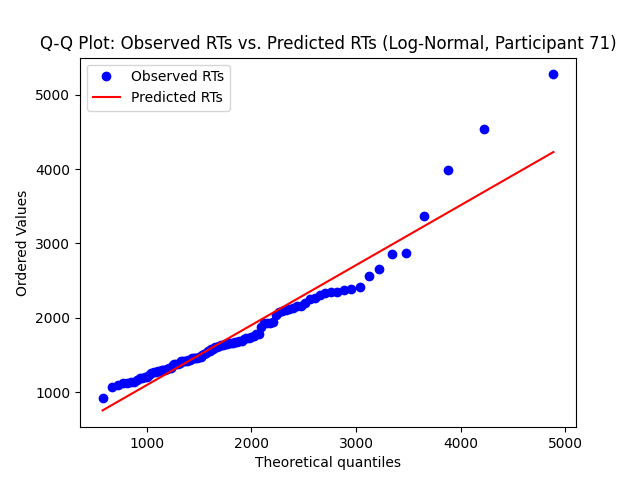 Q-Q Plot: Observed RTs vs. Predicted RTs (Log-Normal, Participant 71)
Observed RTs
Predicted RTs
Ordered Values
5000
4000
3000
2000
1000
1000 2000 3000 4000 5000
Theoretical quantiles